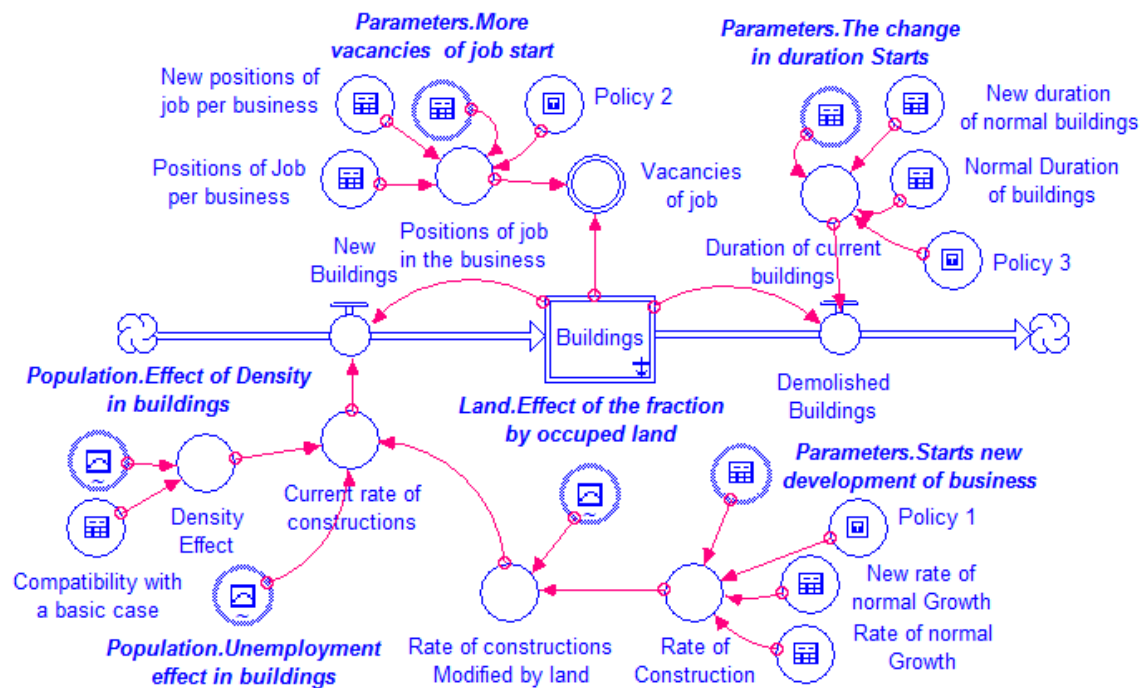 Parameters.More
vacancies of job start
Parameters.The change
in duration Starts
New positions of
job per business
Policy 2
New duration
of normal buildings
Positions of Job
per business
Vacancies
of job
Normal Duration
of buildings
New
Buildings
Positions of job
in the business
Duration of current
buildings
Policy 3
Buildings
Population.Effect of Density
in buildings
Land.Effect of the fraction
by occuped land
Demolished
Buildings
Parameters.Starts new
development of business
Density
Effect
Current rate of
constructions
Policy 1
Compatibility with
a basic case
New rate of
normal Growth
Population.Unemployment
effect in buildings
Rate of constructions
Modified by land
Rate of
Construction
Rate of normal
Growth